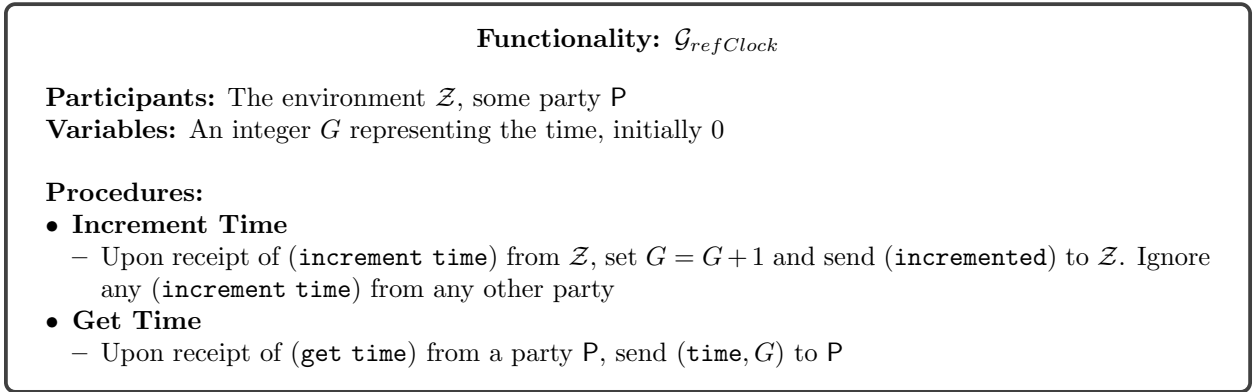 Functionality: 𝒢refClock
Participants: The environment 𝒵, some party P
Variables: An integer G representing the time, initially 0
Procedures:
• Increment Time
– Upon receipt of (increment time) from 𝒵, set G = G + 1 and send (incremented) to 𝒵. Ignore
any (increment time) from any other party
• Get Time
– Upon receipt of (get time) from a party P, send (time, G) to P